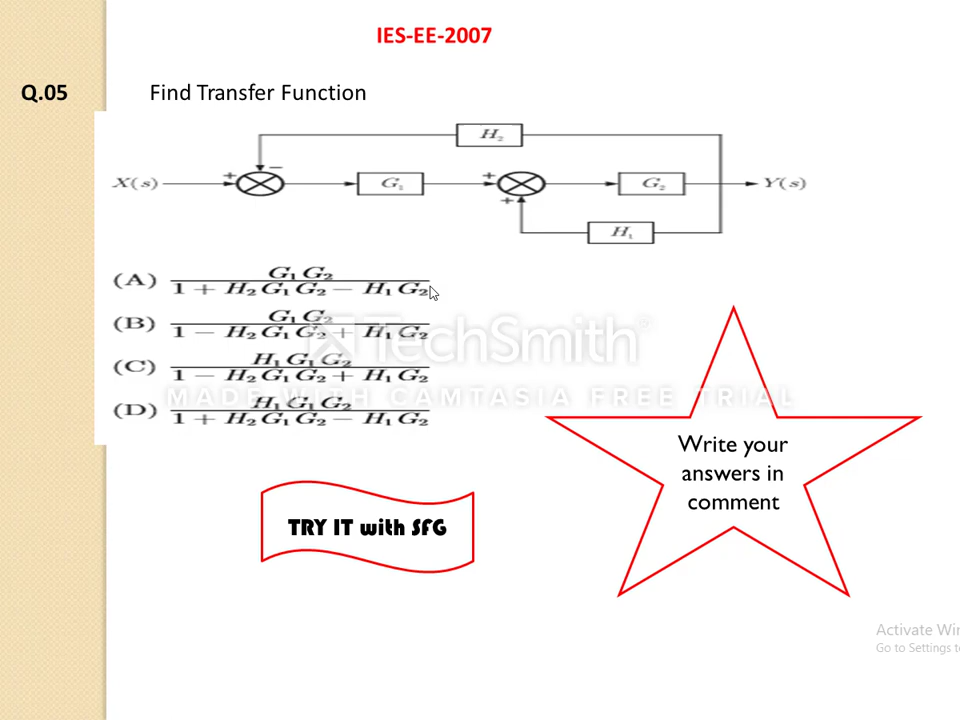 IES-EE-2007
Q.05 Find Transfer Function
H₂
X(s) + − G₁ + + G₂ Y(s)
H₁
(A) G₁ G₂ / 1 + H₂ G₁ G₂ − H₁ G₂
(B) G₁ G₂ / 1 − H₂ G₁ G₂ + H₁ G₂
(C) H₁ G₁ G₂ / 1 − H₂ G₁ G₂ + H₁ G₂
(D) H₁ G₁ G₂ / 1 + H₂ G₁ G₂ − H₁ G₂
TechSmith
MADE WITH CAMTASIA FREE TRIAL
Write your
answers in
comment
TRY IT with SFG
Activate Win
Go to Settings t